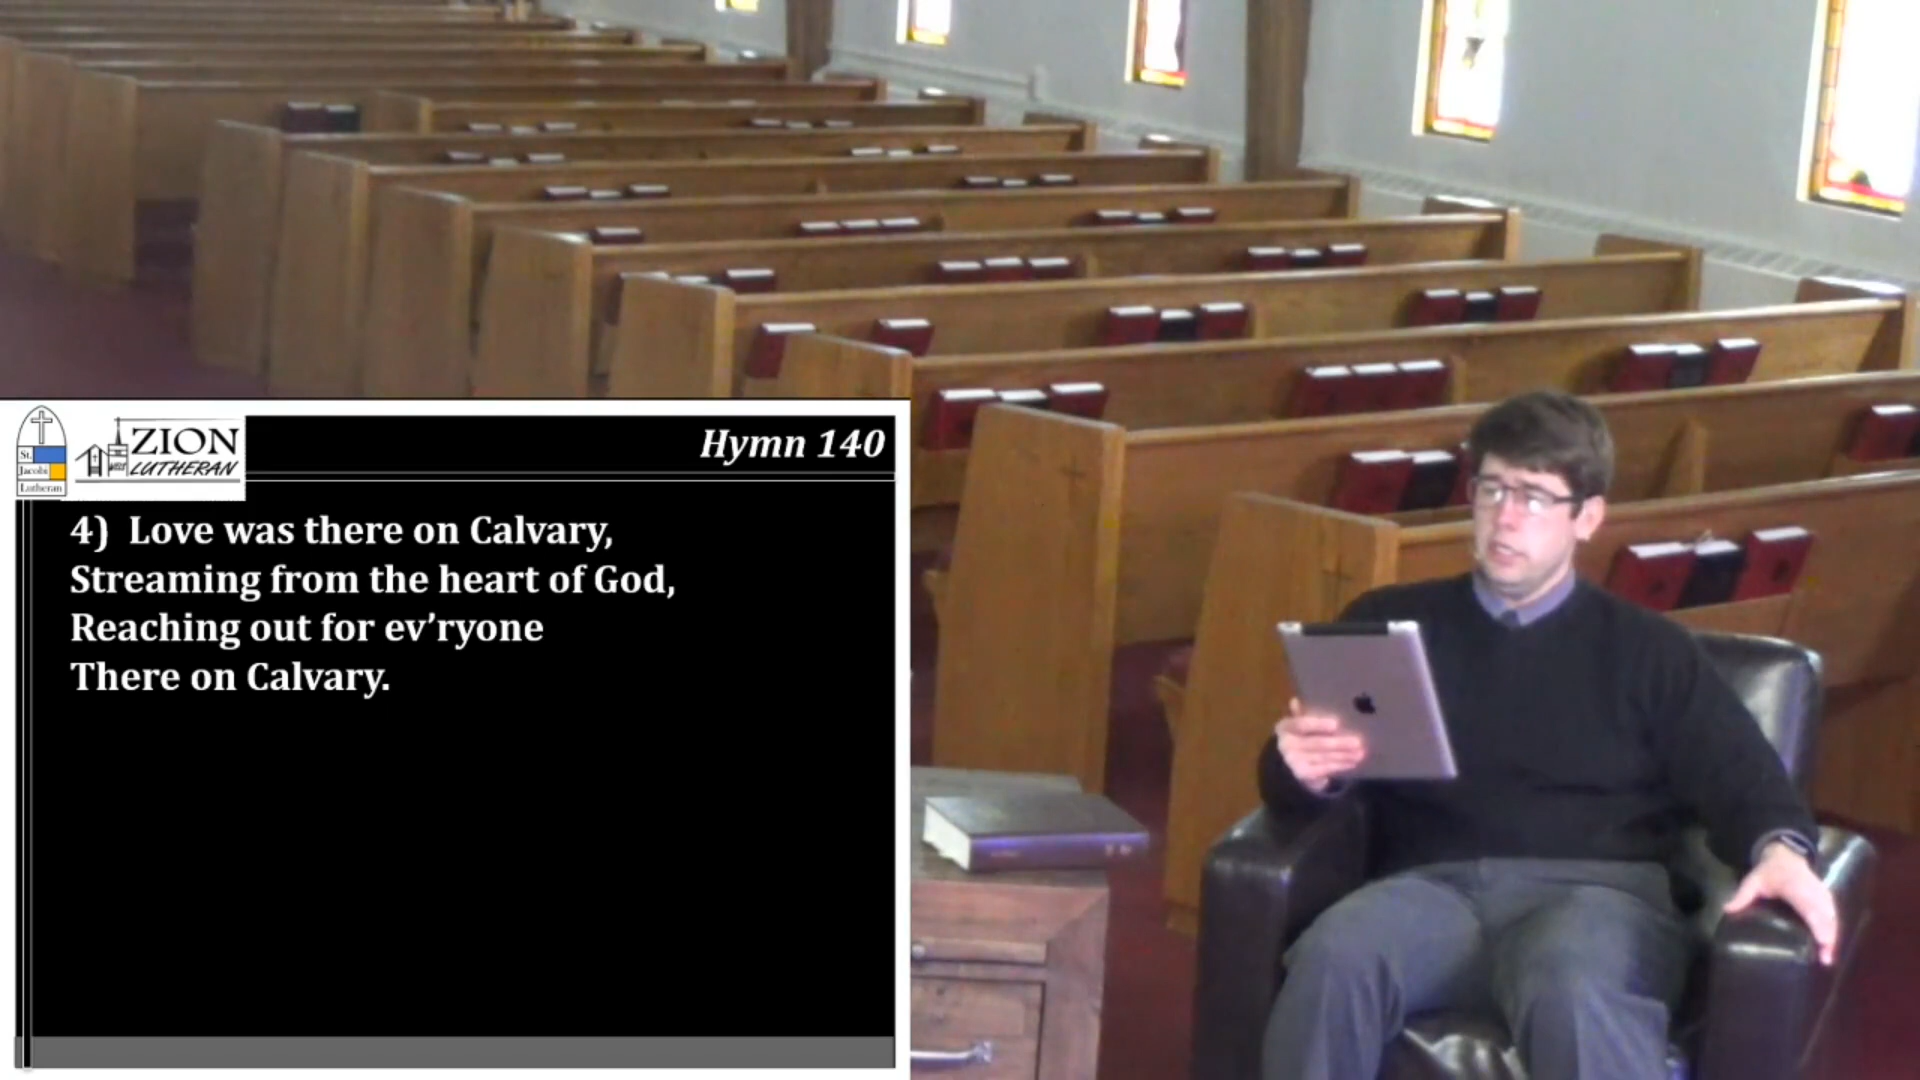 St.
Jacobi
Lutheran
ZION
LUTHERAN
Hymn 140
4) Love was there on Calvary,
Streaming from the heart of God,
Reaching out for ev’ryone
There on Calvary.